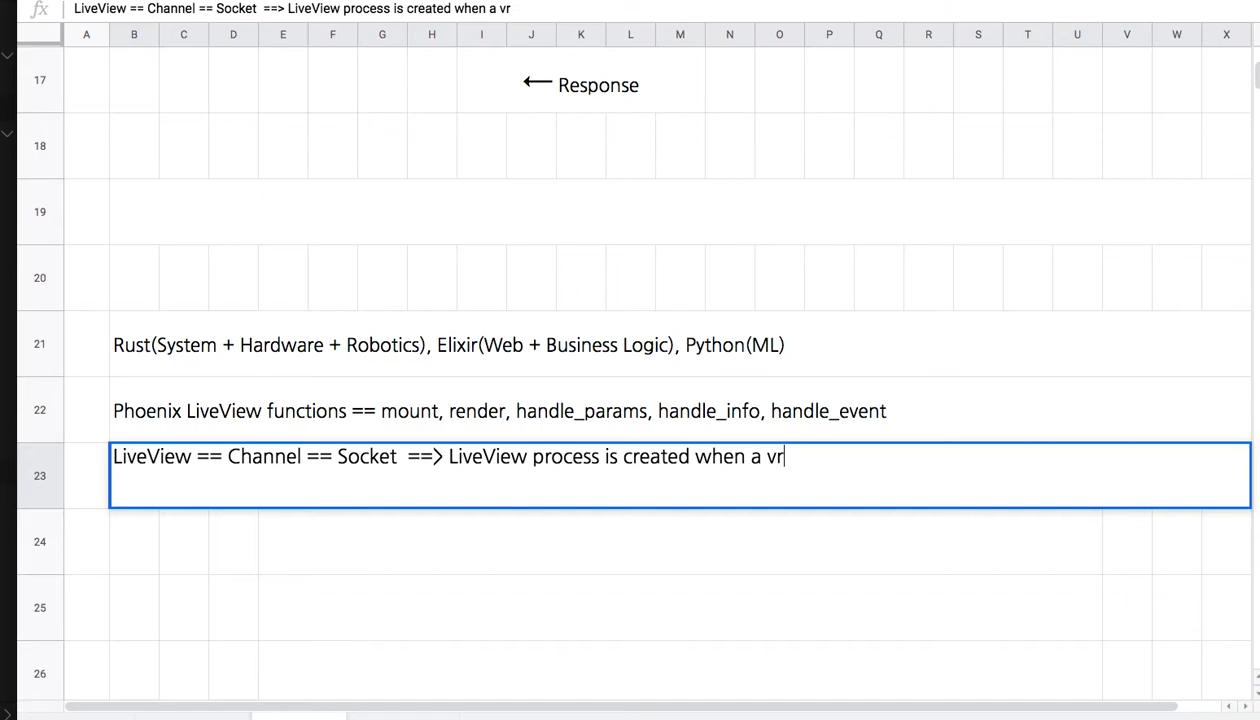 fx LiveView == Channel == Socket ==> LiveView process is created when a vr
A B C D E F G H I J K L M N O P Q R S T U V W X
17 ← Response
18
19
20
21 Rust(System + Hardware + Robotics), Elixir(Web + Business Logic), Python(ML)
22 Phoenix LiveView functions == mount, render, handle_params, handle_info, handle_event
23 LiveView == Channel == Socket ==> LiveView process is created when a vr
24
25
26